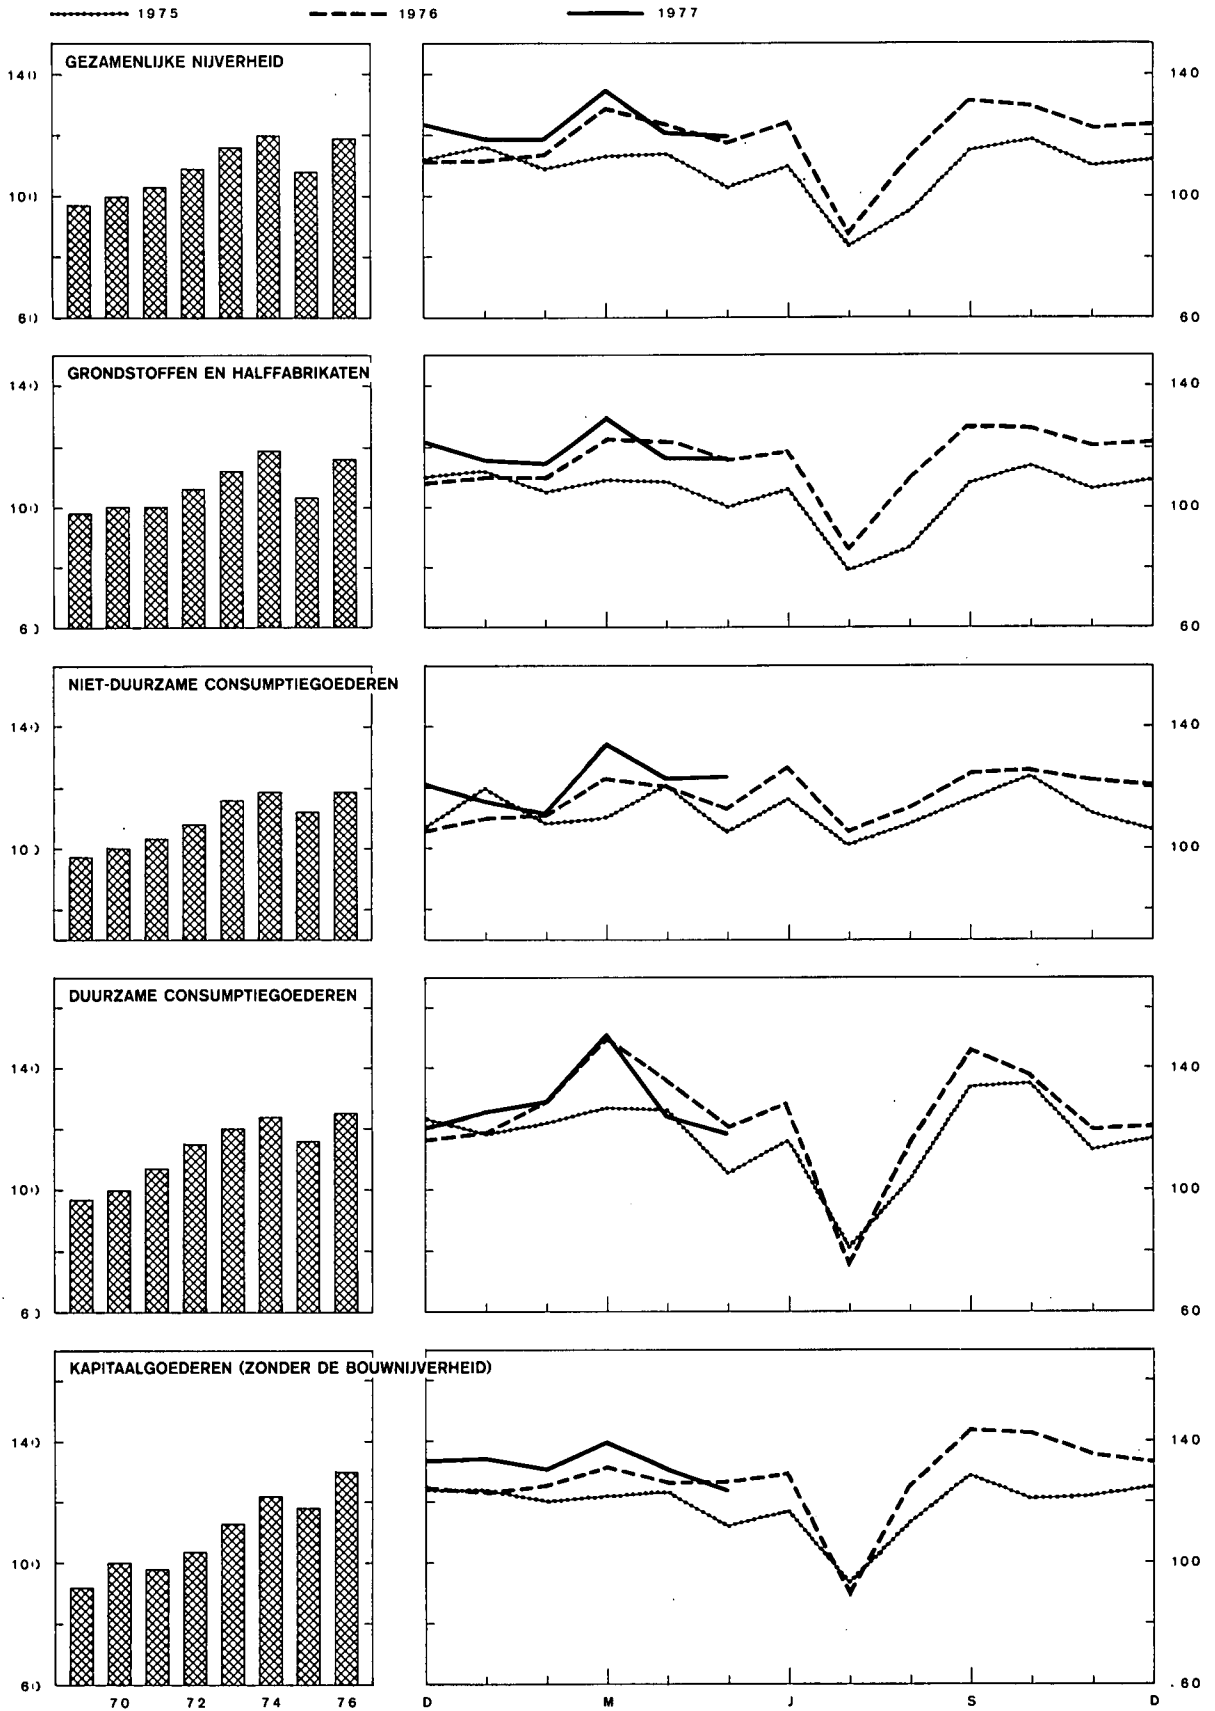 1975 1976 1977
GEZAMENLIJKE NIJVERHEID
140 140
100 100
60 60
GRONDSTOFFEN EN HALFFABRIKATEN
140 140
100 100
60 60
NIET-DUURZAME CONSUMPTIEGOEDEREN
140 140
100 100
DUURZAME CONSUMPTIEGOEDEREN
140 140
100 100
60 60
KAPITAALGOEDEREN (ZONDER DE BOUWNIJVERHEID)
140 140
100 100
60 60
70 72 74 76 D M J S D